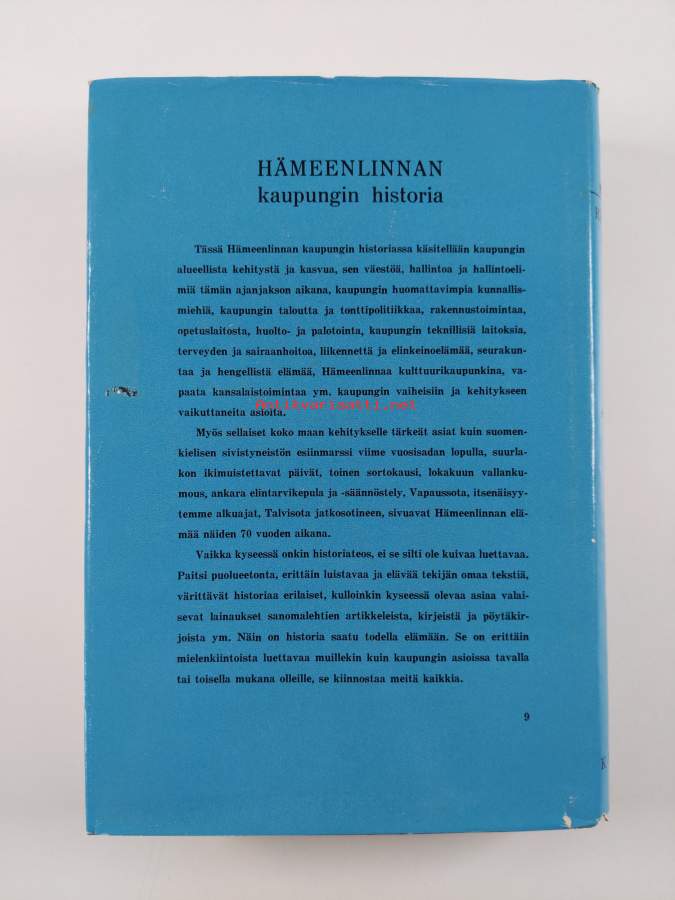 HÄMEENLINNAN
kaupungin historia
Tässä Hämeenlinnan kaupungin historiassa käsitellään kaupungin
alueellista kehitystä ja kasvua, sen väestöä, hallintoa ja hallintoeli-
miä tämän ajanjakson aikana, kaupungin huomattavimpia kunnallis-
miehiä, kaupungin taloutta ja tonttipolitiikkaa, rakennustoimintaa,
opetuslaitosta, huolto- ja palotointa, kaupungin teknillisiä laitoksia,
terveyden ja sairaanhoitoa, liikennettä ja elinkeinoelämää, seurakun-
taa ja hengellistä elämää, Hämeenlinnaa kulttuurikaupunkina, va-
paata kansalaistoimintaa ym. kaupungin vaiheisiin ja kehitykseen
vaikuttaneita asioita.
Antikvariaatti.net
Myös sellaiset koko maan kehitykselle tärkeät asiat kuin suomen-
kielisen sivistyneistön esiinmarssi viime vuosisadan lopulla, suurla-
kon ikimuistettavat päivät, toinen sortokausi, lokakuun vallanku-
mous, ankara elintarvikepula ja -säännöstely, Vapaussota, itsenäisyy-
temme alkuajat, Talvisota jatkosotineen, sivuavat Hämeenlinnan elä-
mää näiden 70 vuoden aikana.
Vaikka kyseessä onkin historiateos, ei se silti ole kuivaa luettavaa.
Paitsi puolueetonta, erittäin luistavaa ja elävää tekijän omaa tekstiä,
värittävät historiaa erilaiset, kulloinkin kyseessä olevaa asiaa valai-
sevat lainaukset sanomalehtien artikkeleista, kirjeistä ja pöytäkir-
joista ym. Näin on historia saatu todella elämään. Se on erittäin
mielenkiintoista luettavaa muillekin kuin kaupungin asioissa tavalla
tai toisella mukana olleille, se kiinnostaa meitä kaikkia.
9
K